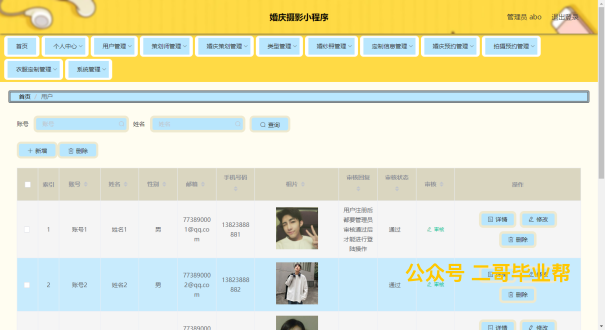 婚庆摄影小程序
管理员 abo 退出登录
首页 个人中心 用户管理 策划师管理 婚庆策划管理 类型管理 婚纱照管理 定制信息管理 婚庆预约管理 拍摄预约管理
衣服定制管理 系统管理
首页 / 用户
账号 账号 姓名 姓名 查询
+ 新增 删除
索引 账号 姓名 性别 邮箱 手机号码 照片 审核回复 审核状态 审核 操作
1 账号1 姓名1 男 773890001@qq.com 13823888881 用户注册后都要管理员审核通过后才能进行登陆操作 通过 审核 详情 修改
删除
2 账号2 姓名2 男 773890002@qq.com 13823888882 通过 审核 详情 修改
删除
公众号 二哥毕业帮
77389000 详情 修改